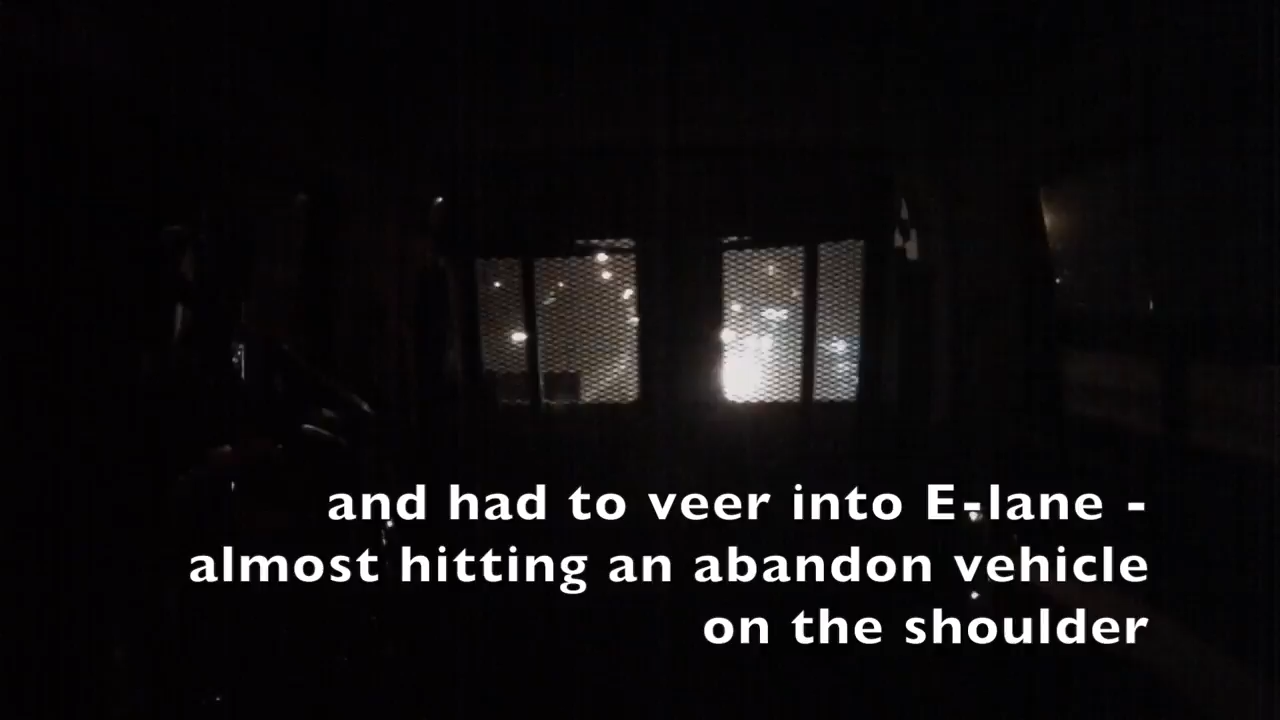 and had to veer into E-lane -
almost hitting an abandon vehicle
on the shoulder